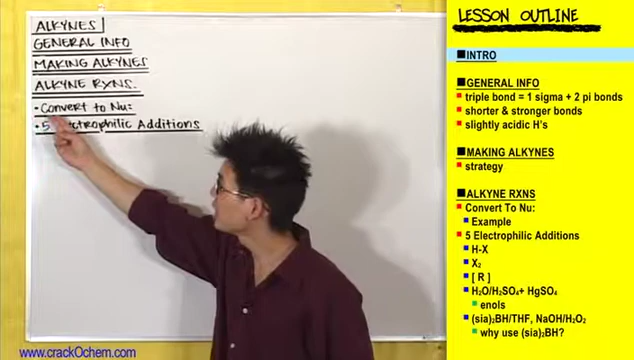 ALKYNES
GENERAL INFO
MAKING ALKYNES
ALKYNE RXNS.
• Convert to Nu:
• 5 Electrophilic Additions
www.crackOchem.com
LESSON OUTLINE
INTRO
GENERAL INFO
triple bond = 1 sigma + 2 pi bonds
shorter & stronger bonds
slightly acidic H's
MAKING ALKYNES
strategy
ALKYNE RXNS
Convert To Nu:
Example
5 Electrophilic Additions
H-X
X₂
[ R ]
H₂O/H₂SO₄+ HgSO₄
enols
(sia)₂BH/THF, NaOH/H₂O₂
why use (sia)₂BH?